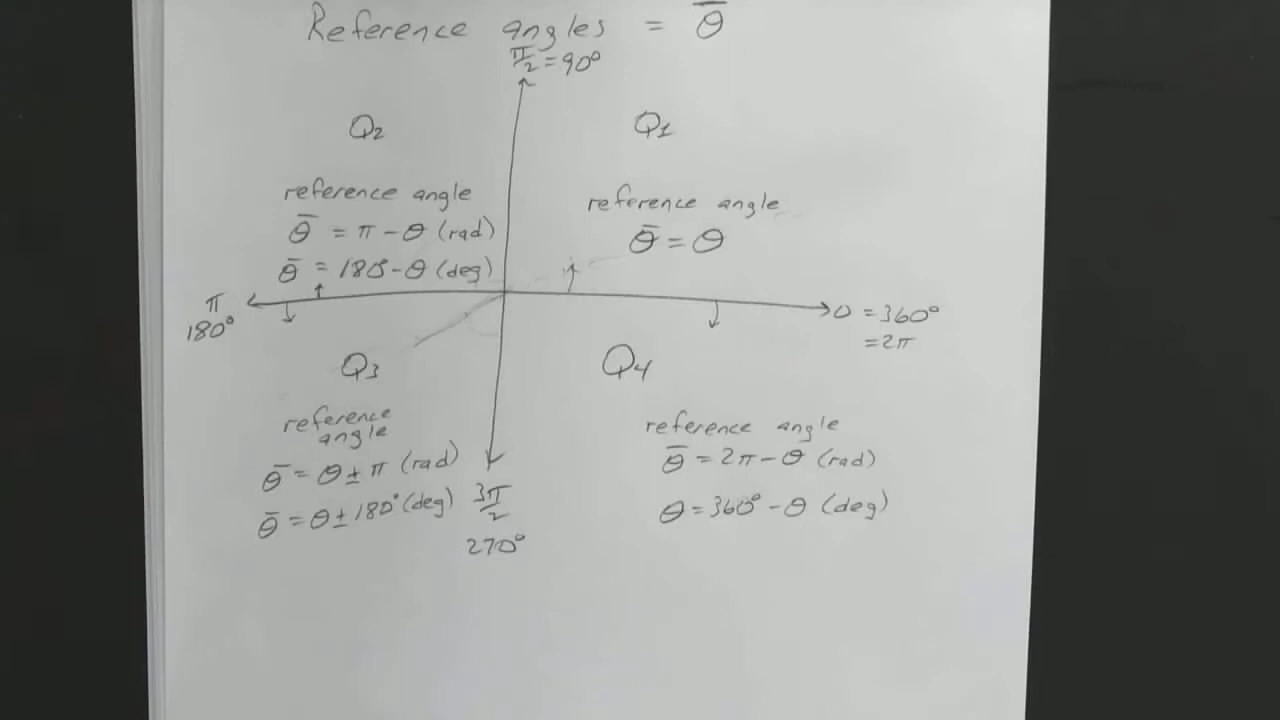 Reference angles = θ̄
π/2 = 90°
Q2
Q1
reference angle
θ̄ = π - θ (rad)
θ̄ = 180 - θ (deg)
reference angle
θ̄ = θ
π
180°
0 = 360°
= 2π
Q3
Q4
reference
angle
θ̄ = θ ± π (rad)
θ̄ = θ ± 180° (deg)
3π/2
270°
reference angle
θ̄ = 2π - θ (rad)
θ = 360° - θ (deg)